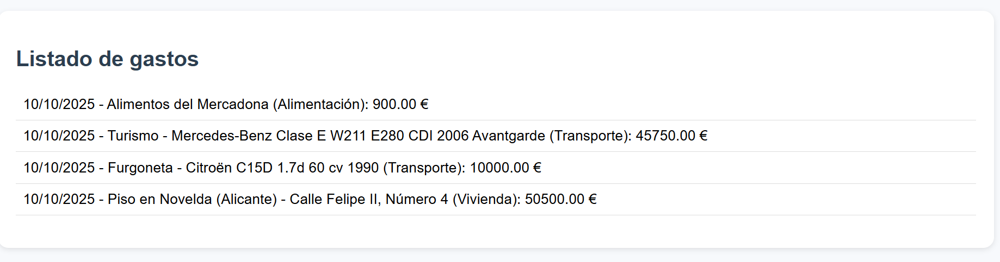 Listado de gastos
10/10/2025 - Alimentos del Mercadona (Alimentación): 900.00 €
10/10/2025 - Turismo - Mercedes-Benz Clase E W211 E280 CDI 2006 Avantgarde (Transporte): 45750.00 €
10/10/2025 - Furgoneta - Citroën C15D 1.7d 60 cv 1990 (Transporte): 10000.00 €
10/10/2025 - Piso en Novelda (Alicante) - Calle Felipe II, Número 4 (Vivienda): 50500.00 €